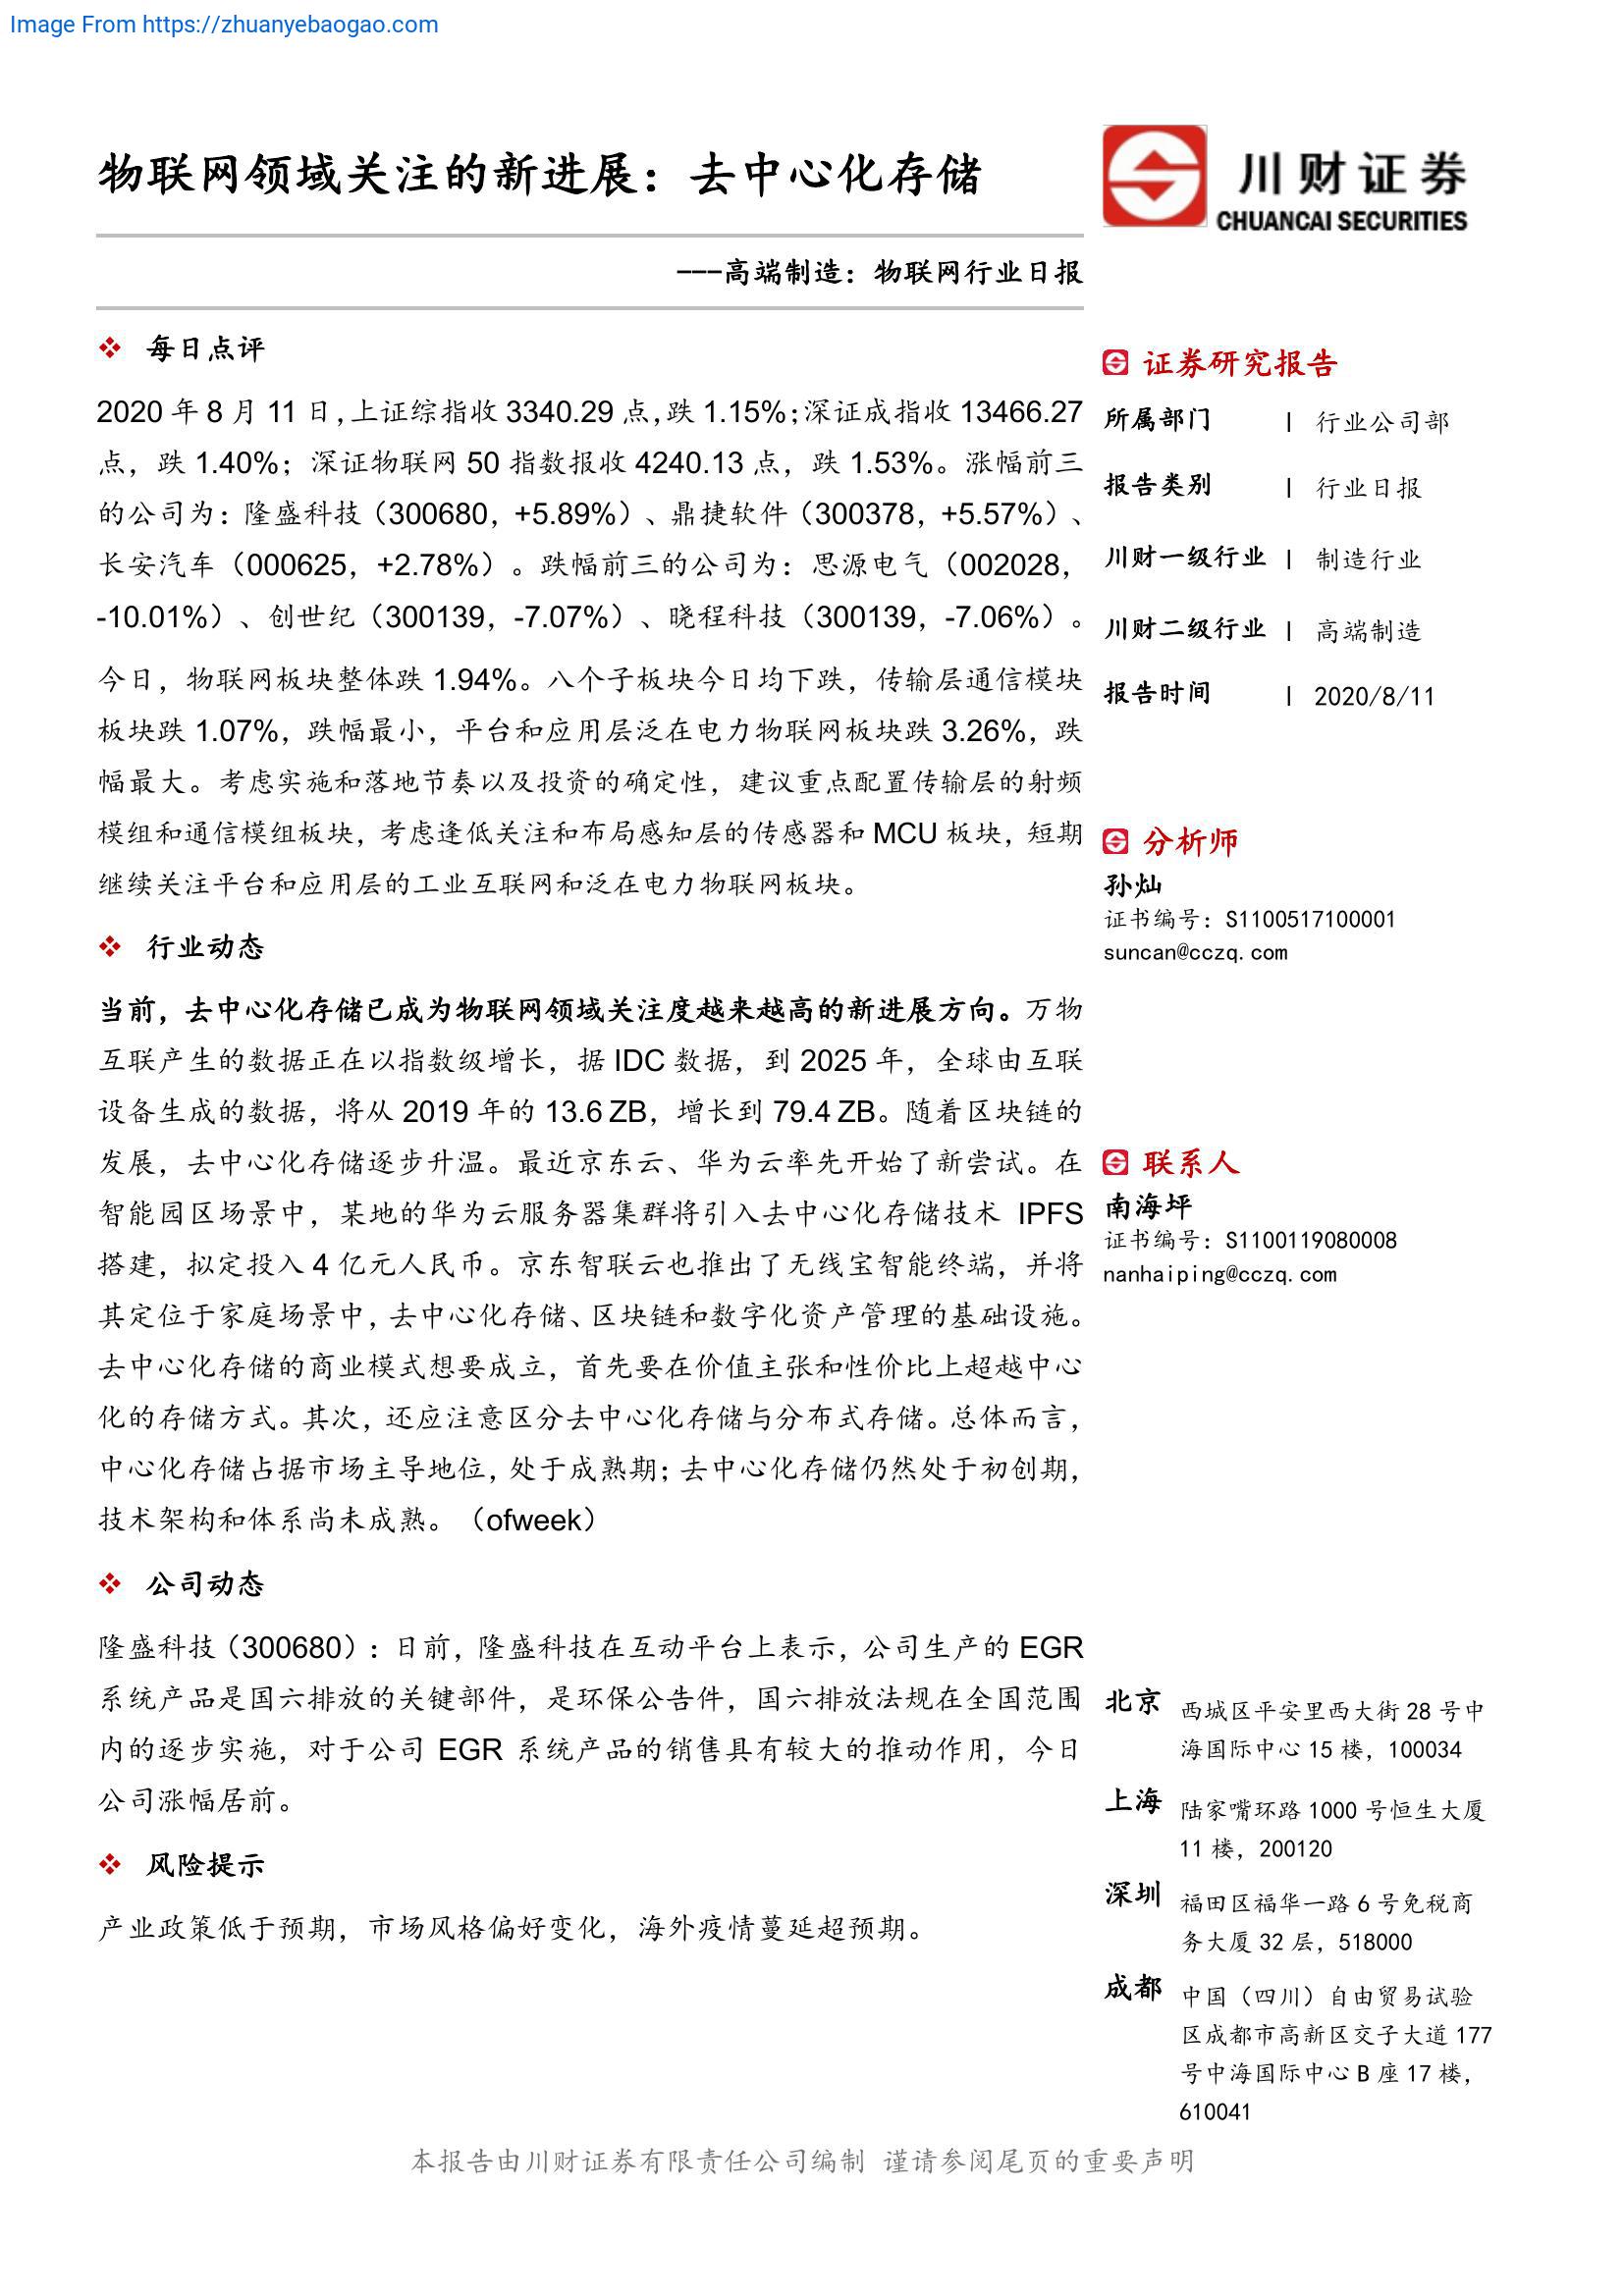 Image From https://zhuanyebaogao.com
物联网领域关注的新进展：去中心化存储
川财证券
CHUANCAI SECURITIES
---高端制造：物联网行业日报
❖ 每日点评
2020 年 8 月 11 日，上证综指收 3340.29 点，跌 1.15%；深证成指收 13466.27
点，跌 1.40%；深证物联网 50 指数报收 4240.13 点，跌 1.53%。涨幅前三
的公司为：隆盛科技（300680，+5.89%）、鼎捷软件（300378，+5.57%）、
长安汽车（000625，+2.78%）。跌幅前三的公司为：思源电气（002028，
-10.01%）、创世纪（300139，-7.07%）、晓程科技（300139，-7.06%）。
今日，物联网板块整体跌 1.94%。八个子板块今日均下跌，传输层通信模块
板块跌 1.07%，跌幅最小，平台和应用层泛在电力物联网板块跌 3.26%，跌
幅最大。考虑实施和落地节奏以及投资的确定性，建议重点配置传输层的射频
模组和通信模组板块，考虑逢低关注和布局感知层的传感器和 MCU 板块，短期
继续关注平台和应用层的工业互联网和泛在电力物联网板块。
❖ 行业动态
当前，去中心化存储已成为物联网领域关注度越来越高的新进展方向。万物
互联产生的数据正在以指数级增长，据 IDC 数据，到 2025 年，全球由互联
设备生成的数据，将从 2019 年的 13.6 ZB，增长到 79.4 ZB。随着区块链的
发展，去中心化存储逐步升温。最近京东云、华为云率先开始了新尝试。在
智能园区场景中，某地的华为云服务器集群将引入去中心化存储技术 IPFS
搭建，拟定投入 4 亿元人民币。京东智联云也推出了无线宝智能终端，并将
其定位于家庭场景中，去中心化存储、区块链和数字化资产管理的基础设施。
去中心化存储的商业模式想要成立，首先要在价值主张和性价比上超越中心
化的存储方式。其次，还应注意区分去中心化存储与分布式存储。总体而言，
中心化存储占据市场主导地位，处于成熟期；去中心化存储仍然处于初创期，
技术架构和体系尚未成熟。（ofweek）
❖ 公司动态
隆盛科技（300680）：日前，隆盛科技在互动平台上表示，公司生产的 EGR
系统产品是国六排放的关键部件，是环保公告件，国六排放法规在全国范围
内的逐步实施，对于公司 EGR 系统产品的销售具有较大的推动作用，今日
公司涨幅居前。
❖ 风险提示
产业政策低于预期，市场风格偏好变化，海外疫情蔓延超预期。
证券研究报告
所属部门 | 行业公司部
报告类别 | 行业日报
川财一级行业 | 制造行业
川财二级行业 | 高端制造
报告时间 | 2020/8/11
分析师
孙灿
证书编号：S1100517100001
suncan@cczq.com
联系人
南海坪
证书编号：S1100119080008
nanhaiping@cczq.com
北京 西城区平安里西大街 28 号中
海国际中心 15 楼，100034
上海 陆家嘴环路 1000 号恒生大厦
11 楼，200120
深圳 福田区福华一路 6 号免税商
务大厦 32 层，518000
成都 中国（四川）自由贸易试验
区成都市高新区交子大道 177
号中海国际中心 B 座 17 楼，
610041
本报告由川财证券有限责任公司编制 谨请参阅尾页的重要声明